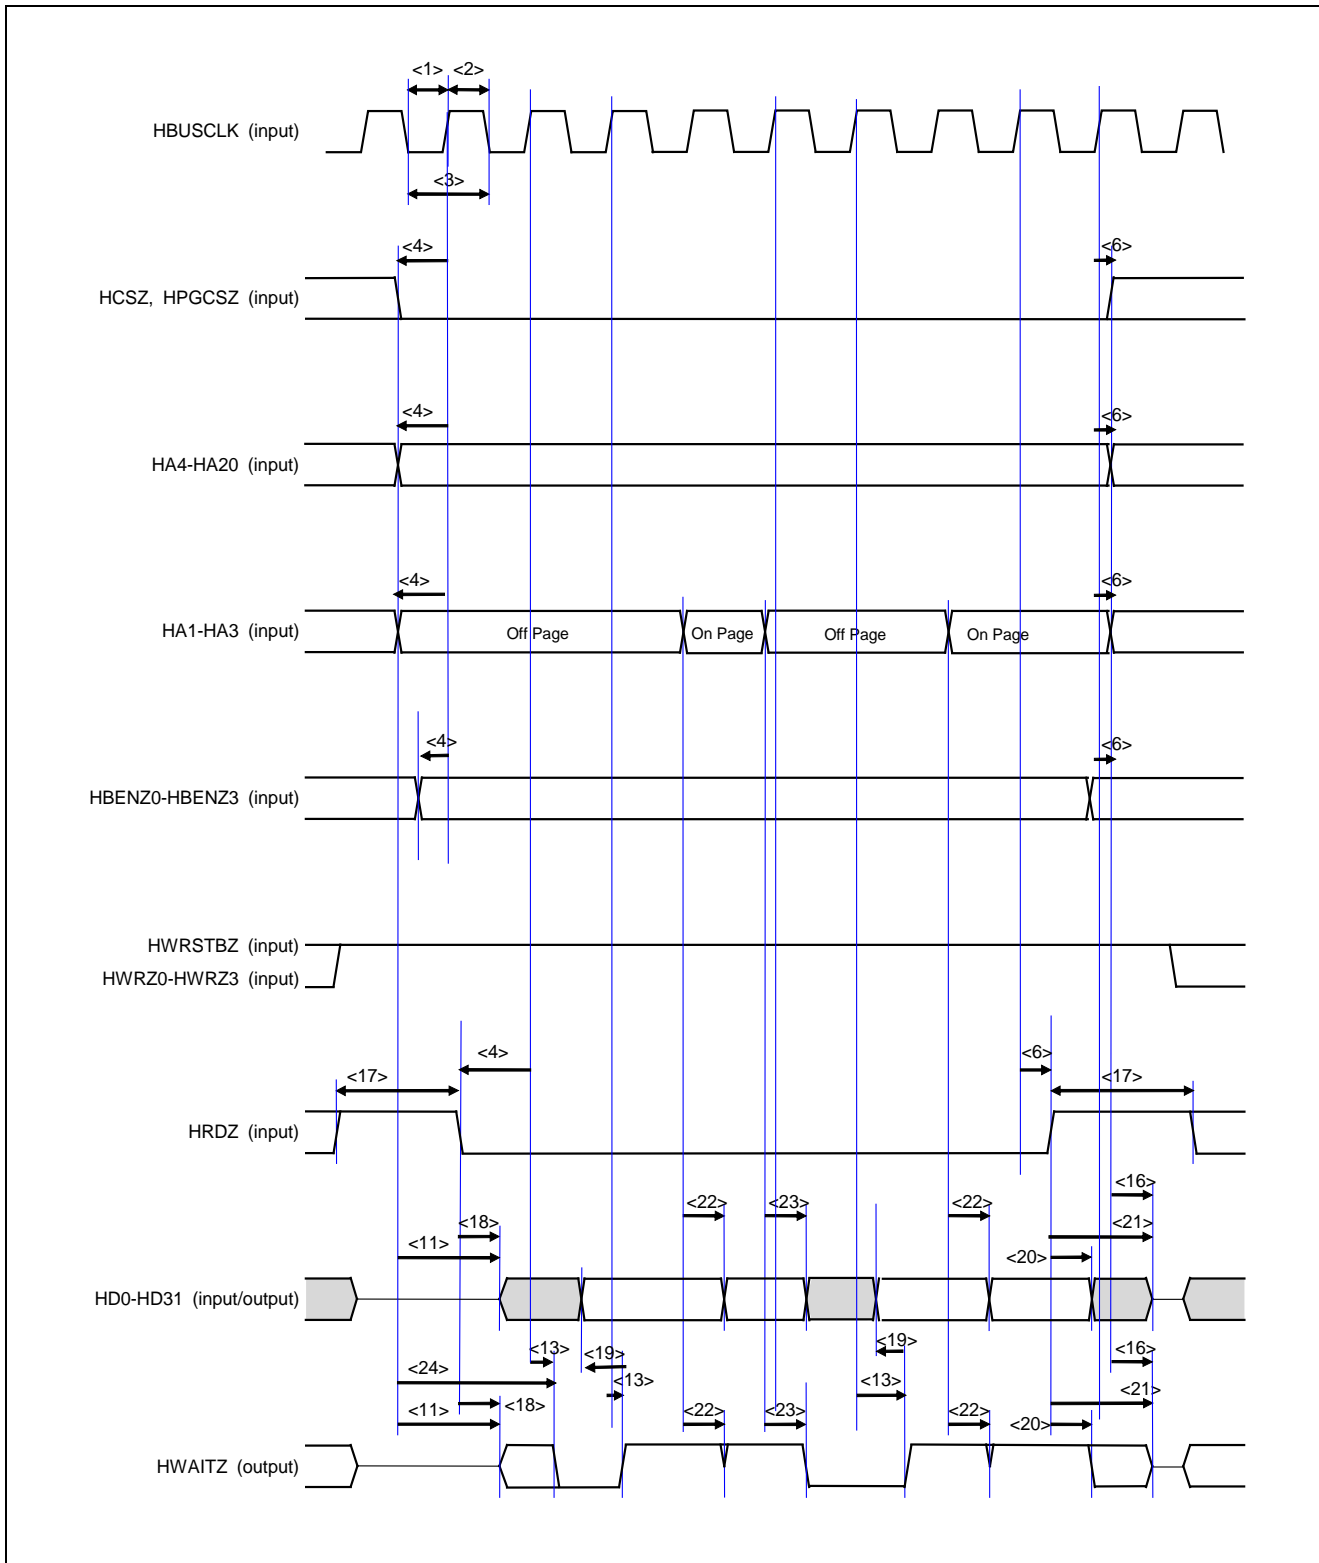 <1> <2>
HBUSCLK (input)
<3>
<4> <6>
HCSZ, HPGCSZ (input)
<4> <6>
HA4-HA20 (input)
<4> <6>
HA1-HA3 (input) Off Page On Page Off Page On Page
<4> <6>
HBENZ0-HBENZ3 (input)
HWRSTBZ (input)
HWRZ0-HWRZ3 (input)
<4> <6>
<17> <17>
HRDZ (input)
<16>
<22> <23> <22>
<18> <21>
<11> <20>
HD0-HD31 (input/output)
<13> <19> <19> <16>
<24> <13> <13>
<18> <21>
<11> <22> <23> <22> <20>
HWAITZ (output)